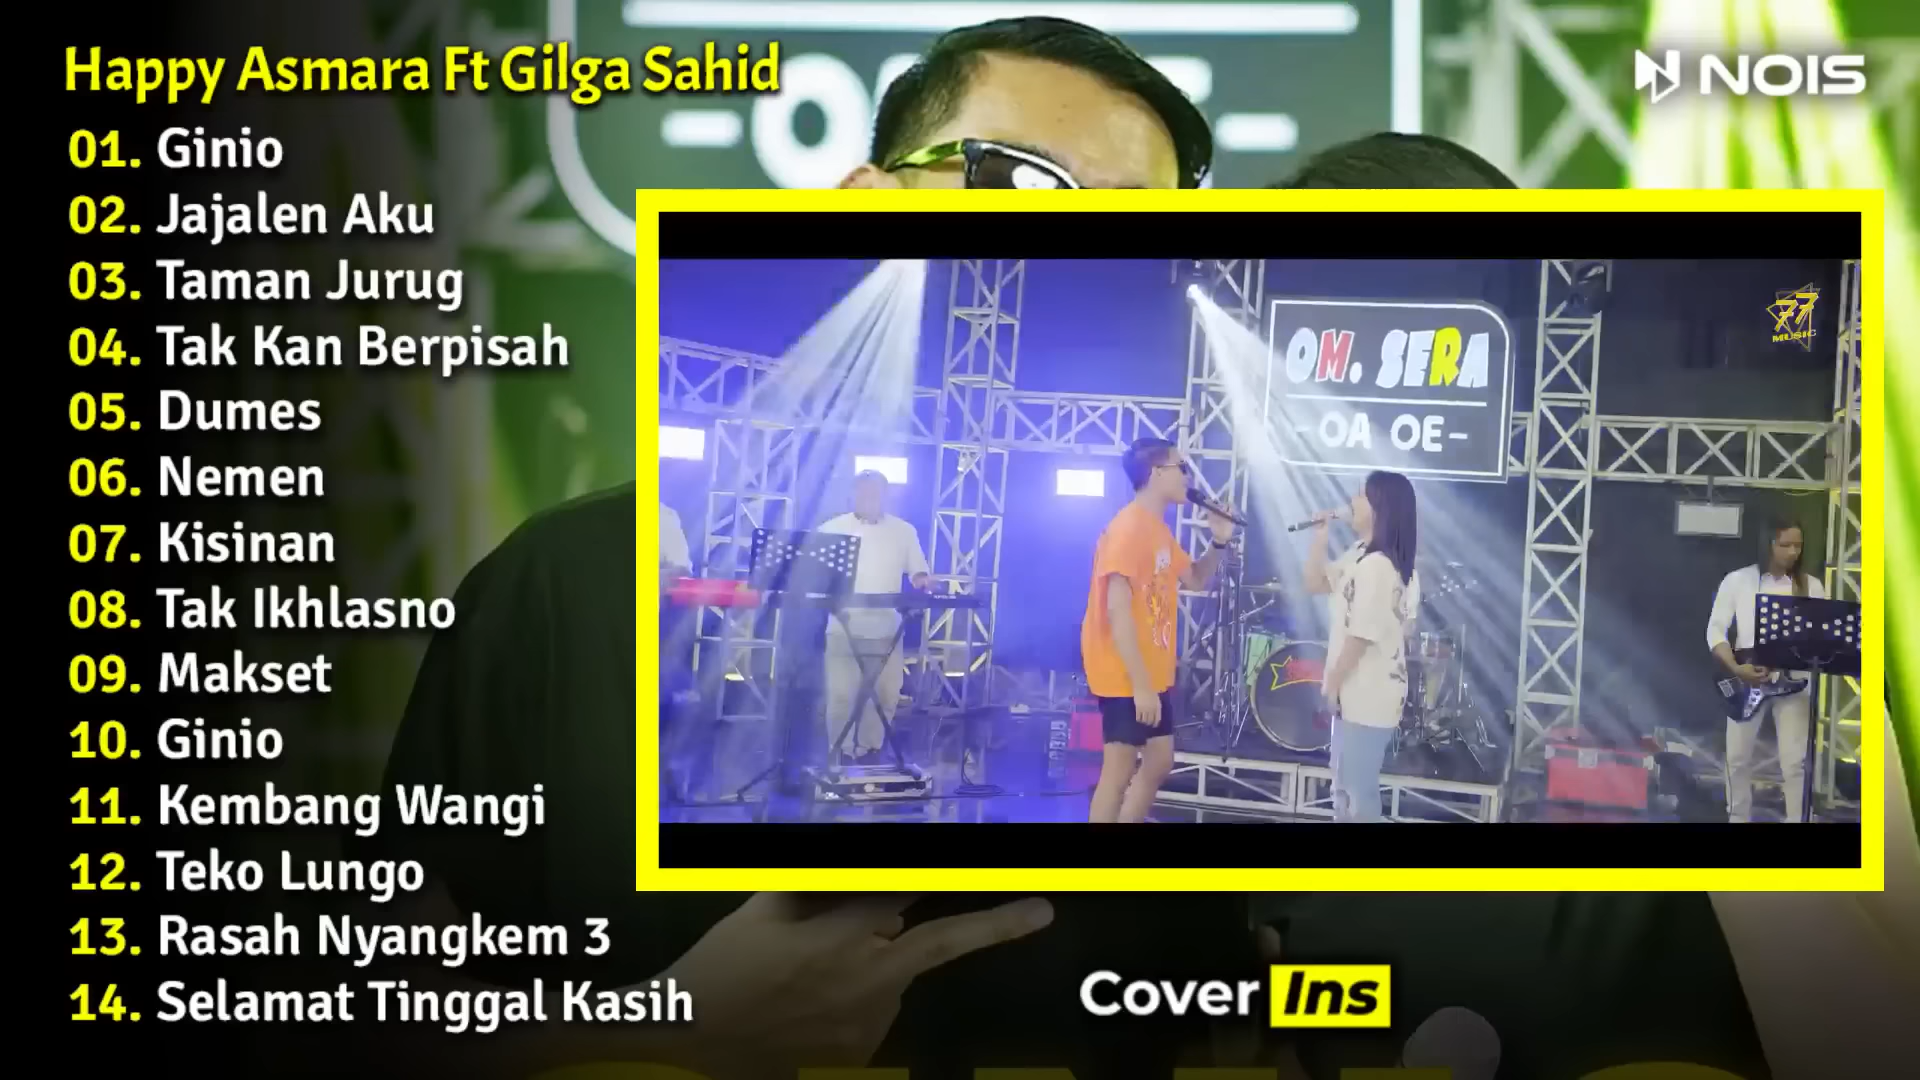 Happy Asmara Ft Gilga Sahid
NOIS
01. Ginio
02. Jajalen Aku
03. Taman Jurug
04. Tak Kan Berpisah
05. Dumes
06. Nemen
07. Kisinan
08. Tak Ikhlasno
09. Makset
10. Ginio
11. Kembang Wangi
12. Teko Lungo
13. Rasah Nyangkem 3
14. Selamat Tinggal Kasih
77
MUSIC
OM. SERA
-OA OE-
Cover Ins